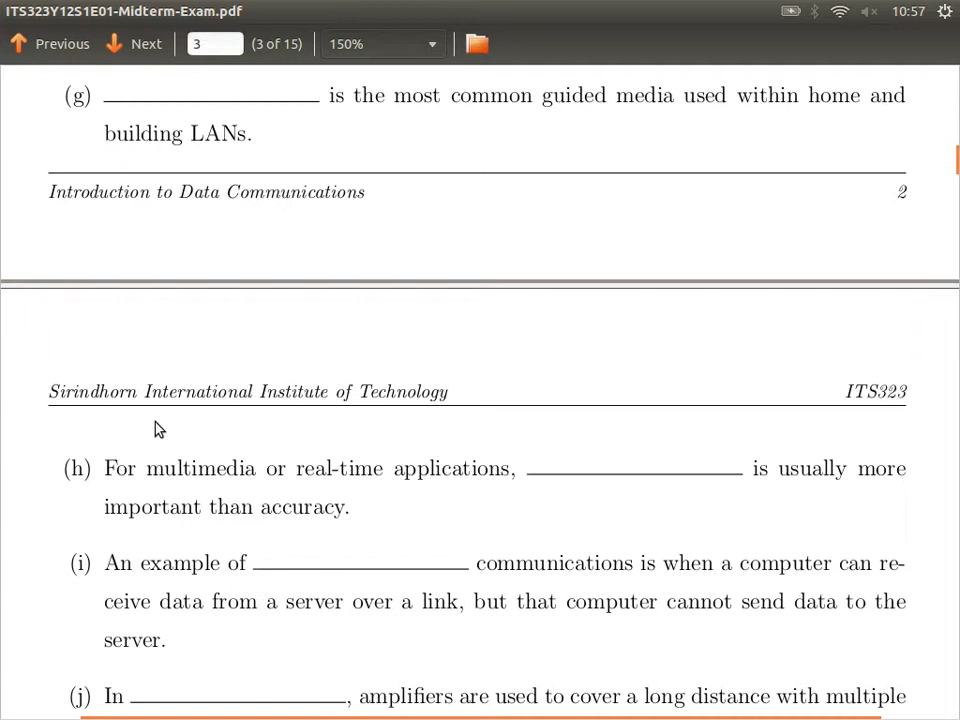 ITS323Y12S1E01-Midterm-Exam.pdf 10:57
Previous Next 3 (3 of 15) 150%
(g) ____________________ is the most common guided media used within home and
building LANs.
Introduction to Data Communications 2
Sirindhorn International Institute of Technology ITS323
(h) For multimedia or real-time applications, ____________________ is usually more
important than accuracy.
(i) An example of ____________________ communications is when a computer can re-
ceive data from a server over a link, but that computer cannot send data to the
server.
(j) In ____________________, amplifiers are used to cover a long distance with multiple